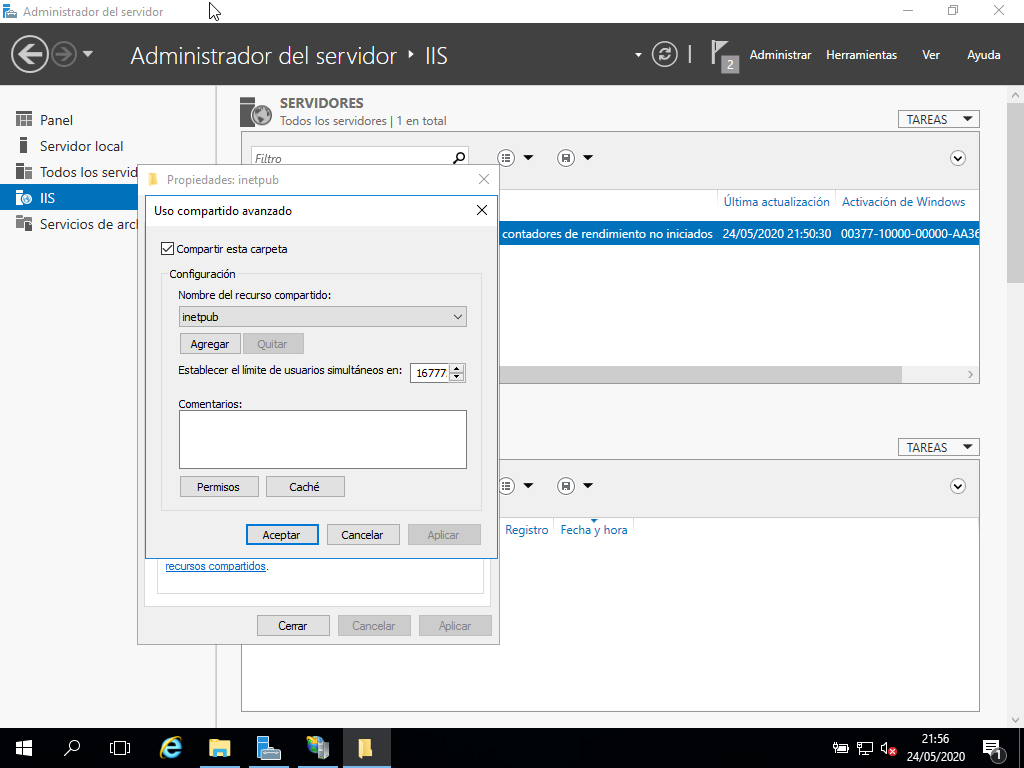 Administrador del servidor
Administrador del servidor • IIS
2
Administrar Herramientas Ver Ayuda
Panel
Servidor local
Todos los servid
IIS
Servicios de arc
SERVIDORES
Todos los servidores | 1 en total
TAREAS
Filtro
Última actualización Activación de Windows
contadores de rendimiento no iniciados 24/05/2020 21:50:30 00377-10000-00000-AA36
Propiedades: inetpub
Uso compartido avanzado
Compartir esta carpeta
Configuración
Nombre del recurso compartido:
inetpub
Agregar Quitar
Establecer el límite de usuarios simultáneos en: 16777
Comentarios:
Permisos Caché
Aceptar Cancelar Aplicar
recursos compartidos.
Cerrar Cancelar Aplicar
TAREAS
Registro Fecha y hora
21:56
24/05/2020
1